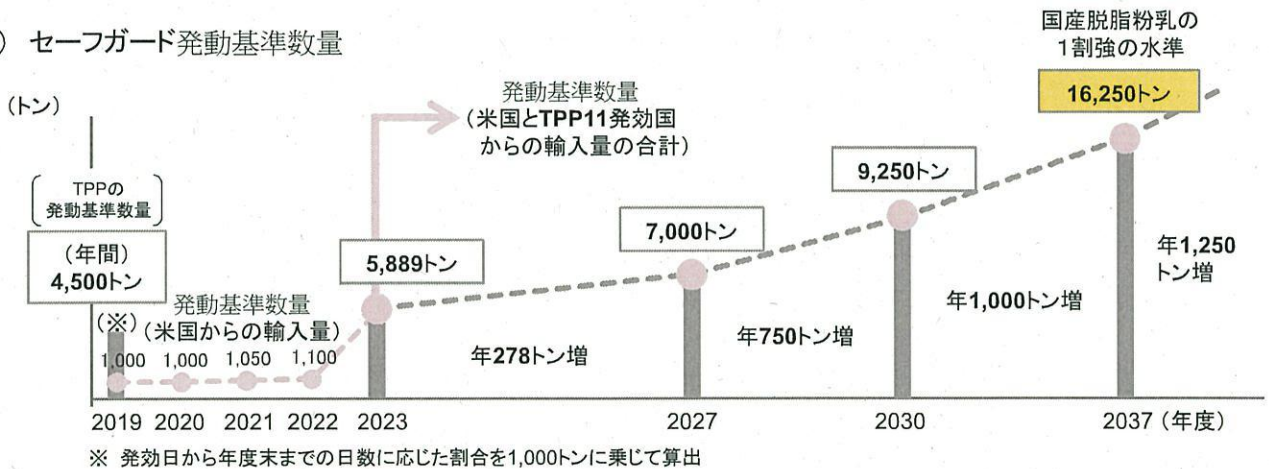 ) セーフガード発動基準数量
国産脱脂粉乳の
1割強の水準
16,250トン
(トン)
発動基準数量
(米国とTPP11発効国
からの輸入量の合計)
9,250トン
TPPの
発動基準数量
(年間)
4,500トン
7,000トン
5,889トン
年1,250
トン増
発動基準数量
(※)(米国からの輸入量)
年1,000トン増
年750トン増
年278トン増
1,000 1,000 1,050 1,100
2019 2020 2021 2022 2023 2027 2030 2037 (年度)
※ 発効日から年度末までの日数に応じた割合を1,000トンに乗じて算出